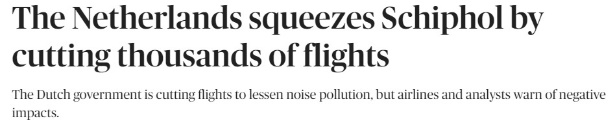 The Netherlands squeezes Schiphol by
cutting thousands of flights
The Dutch government is cutting flights to lessen noise pollution, but airlines and analysts warn of negative
impacts.